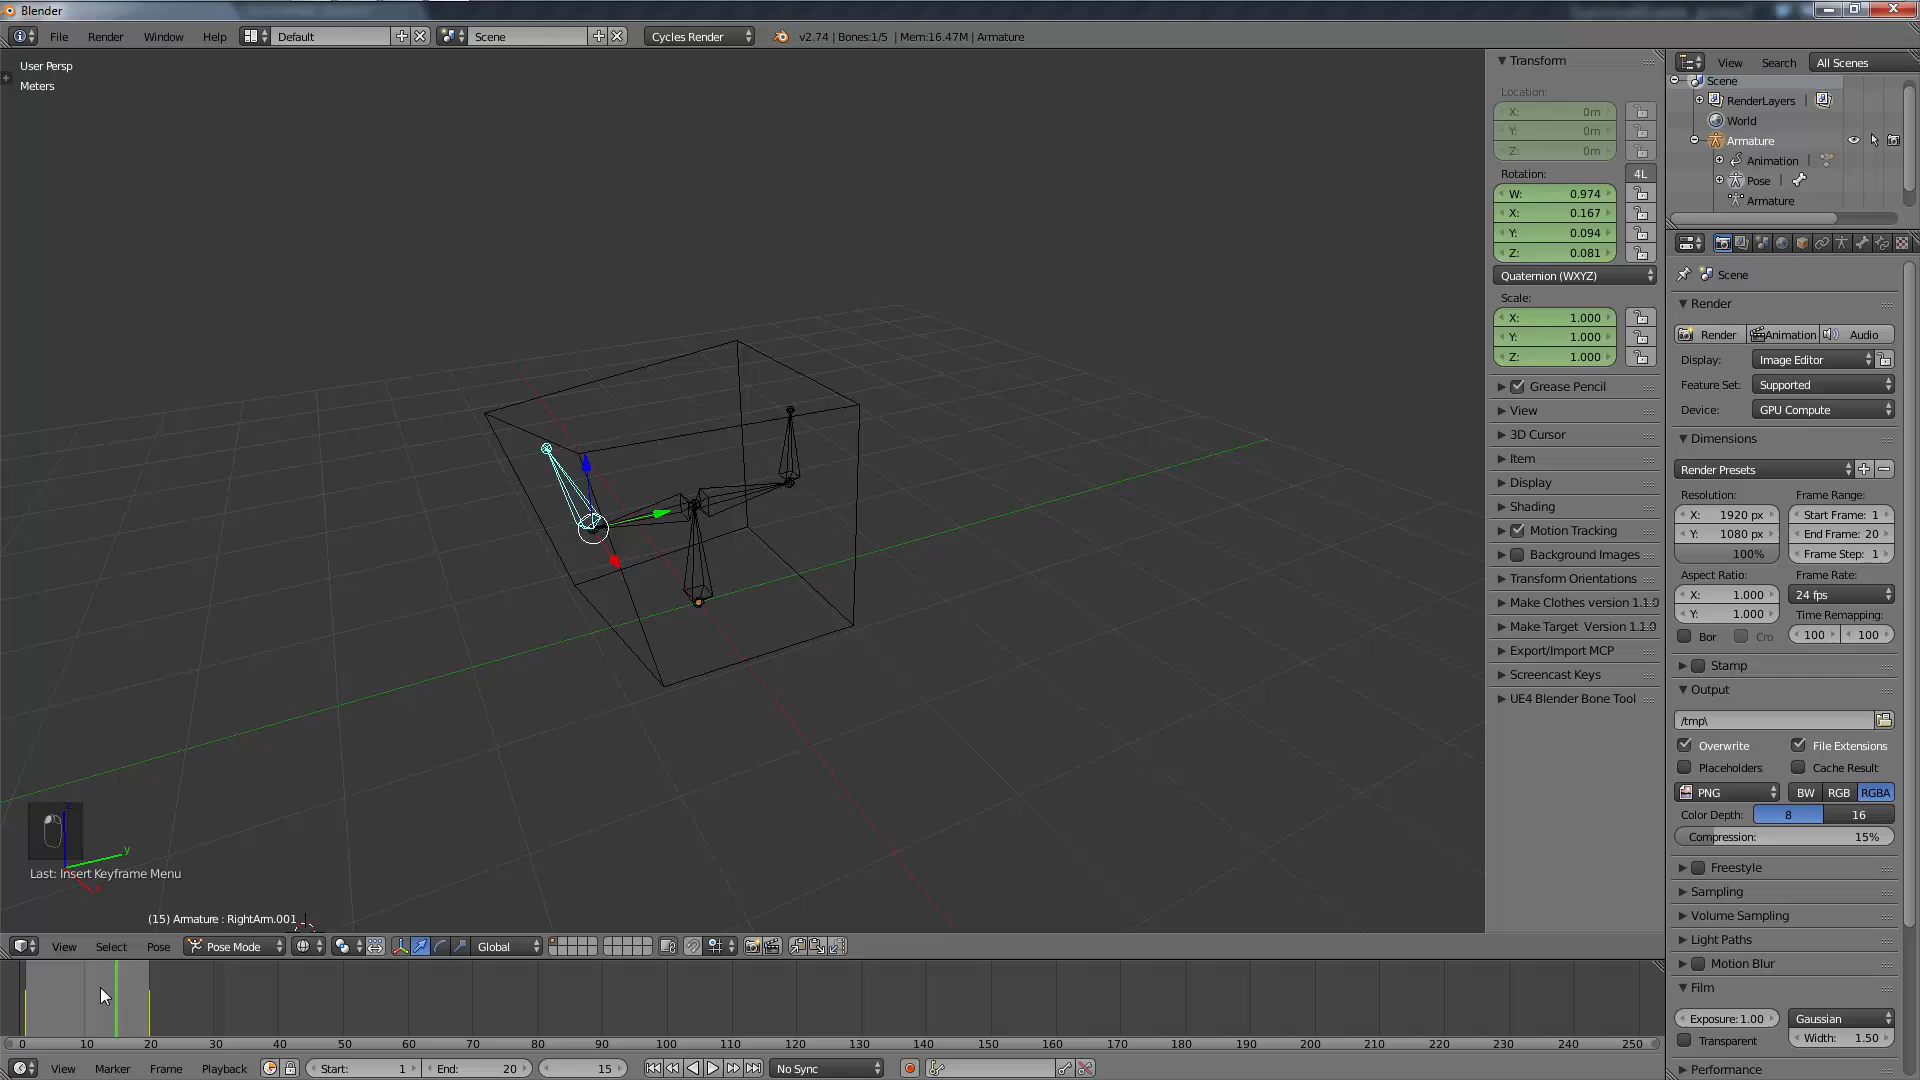 Blender
File Render Window Help Default Scene Cycles Render v2.74 | Bones:1/5 | Mem:16.47M | Armature
User Persp
Meters
Last: Insert Keyframe Menu
z
y
x
(15) Armature : RightArm.001
View Select Pose Pose Mode Global
Transform
Location:
X: 0m
Y: 0m
Z: 0m
Rotation: 4L
W: 0.974
X: 0.167
Y: 0.094
Z: 0.081
Quaternion (WXYZ)
Scale:
X: 1.000
Y: 1.000
Z: 1.000
Grease Pencil
View
3D Cursor
Item
Display
Shading
Motion Tracking
Background Images
Transform Orientations
Make Clothes version 1.1.0
Make Target Version 1.1.0
Export/Import MCP
Screencast Keys
UE4 Blender Bone Tool
View Search All Scenes
Scene
RenderLayers |
World
Armature
Animation |
Pose |
Armature
Scene
Render
Render Animation Audio
Display: Image Editor
Feature Set: Supported
Device: GPU Compute
Dimensions
Render Presets
Resolution: Frame Range:
X: 1920 px Start Frame: 1
Y: 1080 px End Frame: 20
100% Frame Step: 1
Aspect Ratio: Frame Rate:
X: 1.000 24 fps
Y: 1.000 Time Remapping:
Bor Cro 100 100
Stamp
Output
/tmp\
Overwrite File Extensions
Placeholders Cache Result
PNG BW RGB RGBA
Color Depth: 8 16
Compression: 15%
Freestyle
Sampling
Volume Sampling
Light Paths
Motion Blur
Film
Exposure: 1.00 Gaussian
Transparent Width: 1.50
Performance
0 10 20 30 40 50 60 70 80 90 100 110 120 130 140 150 160 170 180 190 200 210 220 230 240 250
View Marker Frame Playback Start: 1 End: 20 15 No Sync